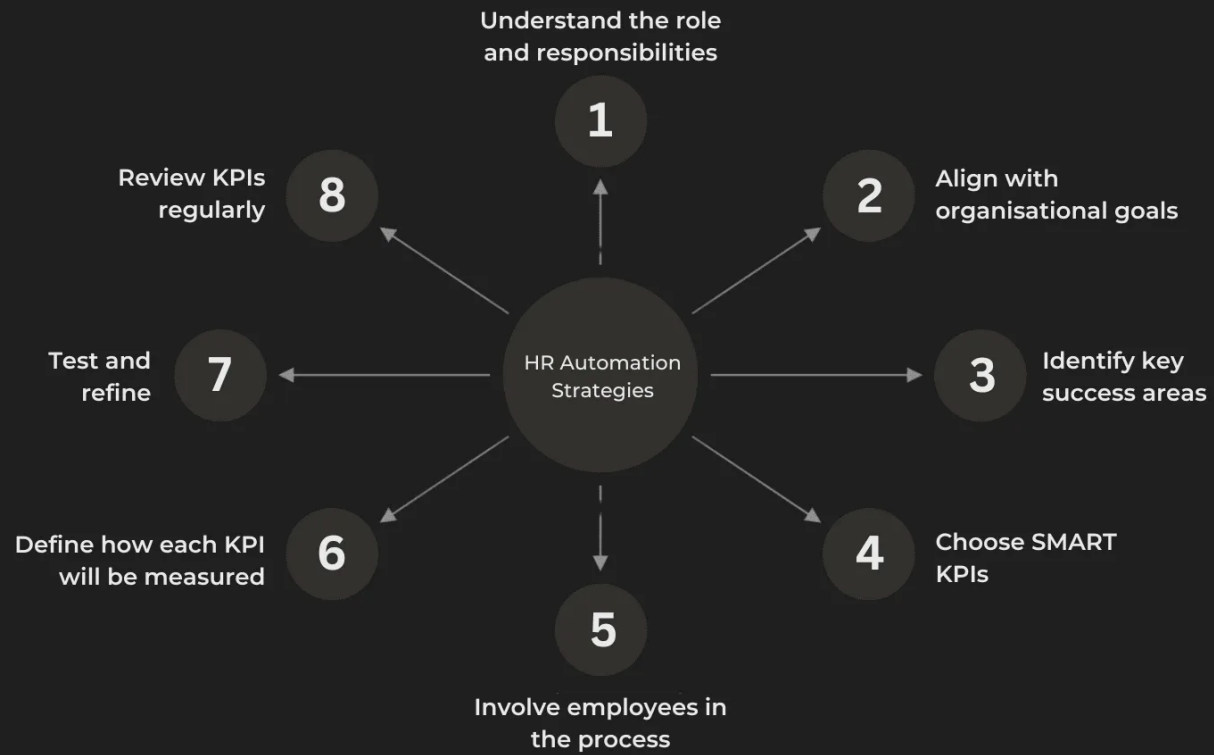 Understand the role
and responsibilities
1
2
Align with
organisational goals
3
Identify key
success areas
4
Choose SMART
KPIs
5
Involve employees in
the process
6
Define how each KPI
will be measured
7
Test and
refine
8
Review KPIs
regularly
HR Automation
Strategies